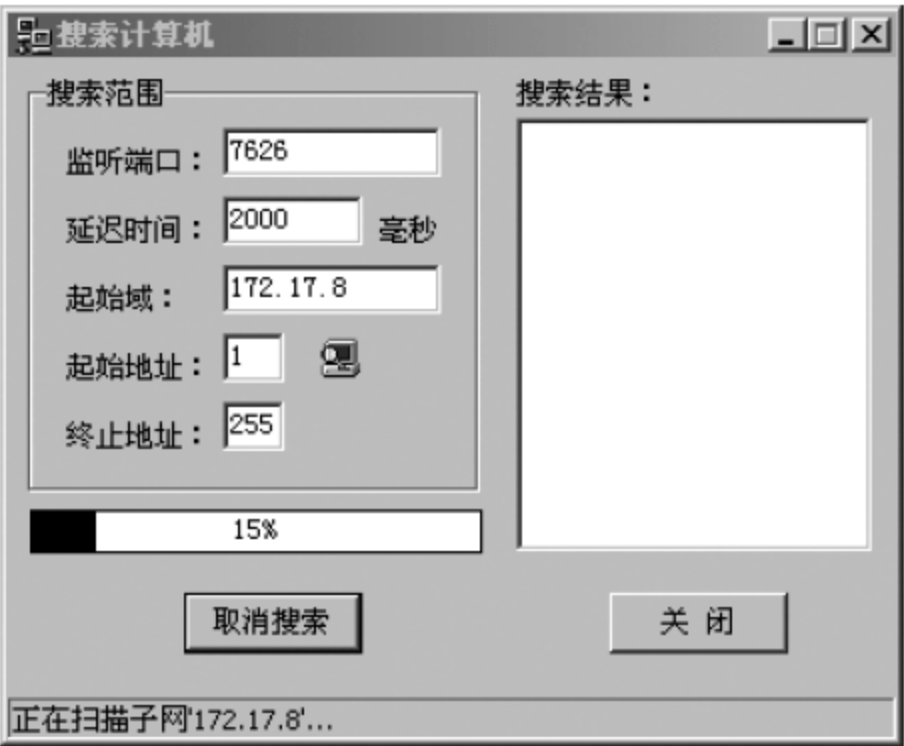 搜索计算机
搜索范围
监听端口： 7626
延迟时间： 2000 毫秒
起始域： 172.17.8
起始地址： 1
终止地址： 255
15%
取消搜索
搜索结果：
关 闭
正在扫描子网'172.17.8'...